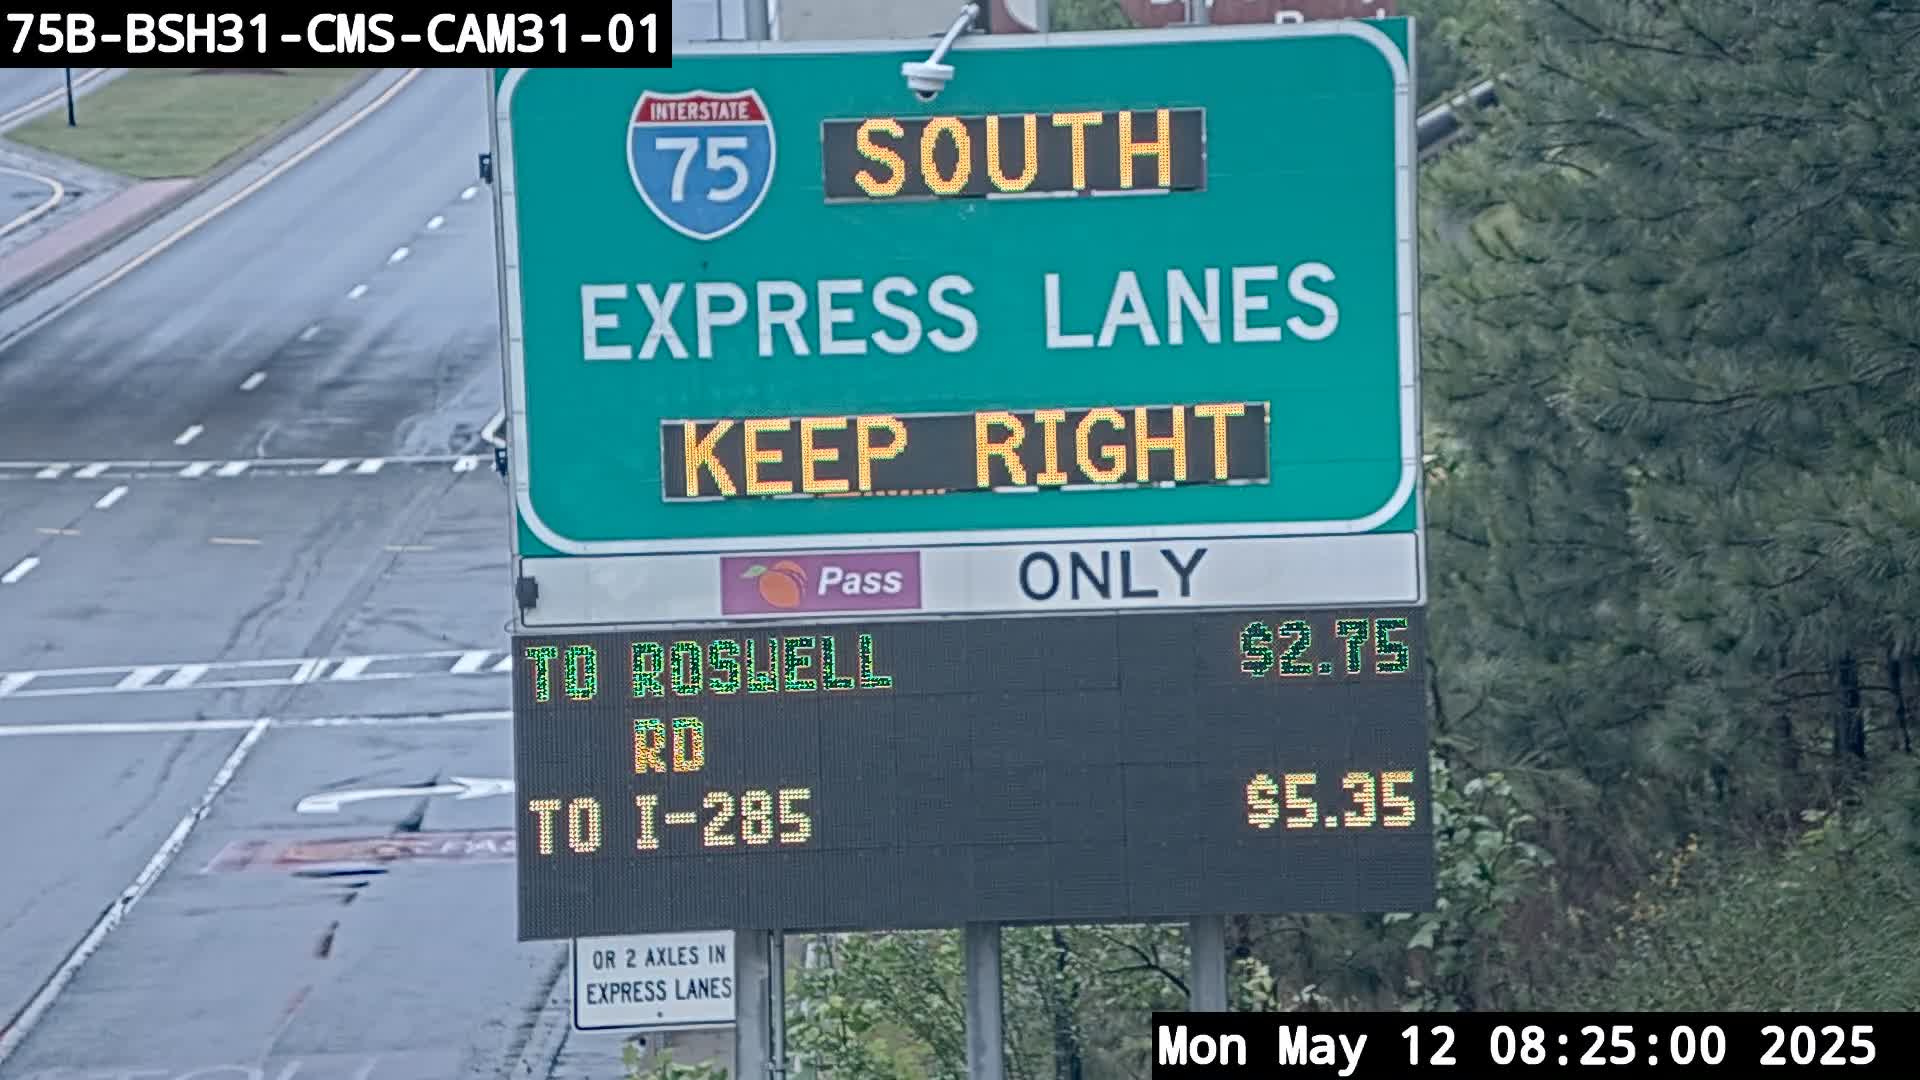 75B-BSH31-CMS-CAM31-01
INTERSTATE
75
SOUTH
EXPRESS LANES
KEEP RIGHT
Pass ONLY
TO ROSWELL $2.75
RD
TO I-285 $5.35
OR 2 AXLES IN
EXPRESS LANES
Mon May 12 08:25:00 2025